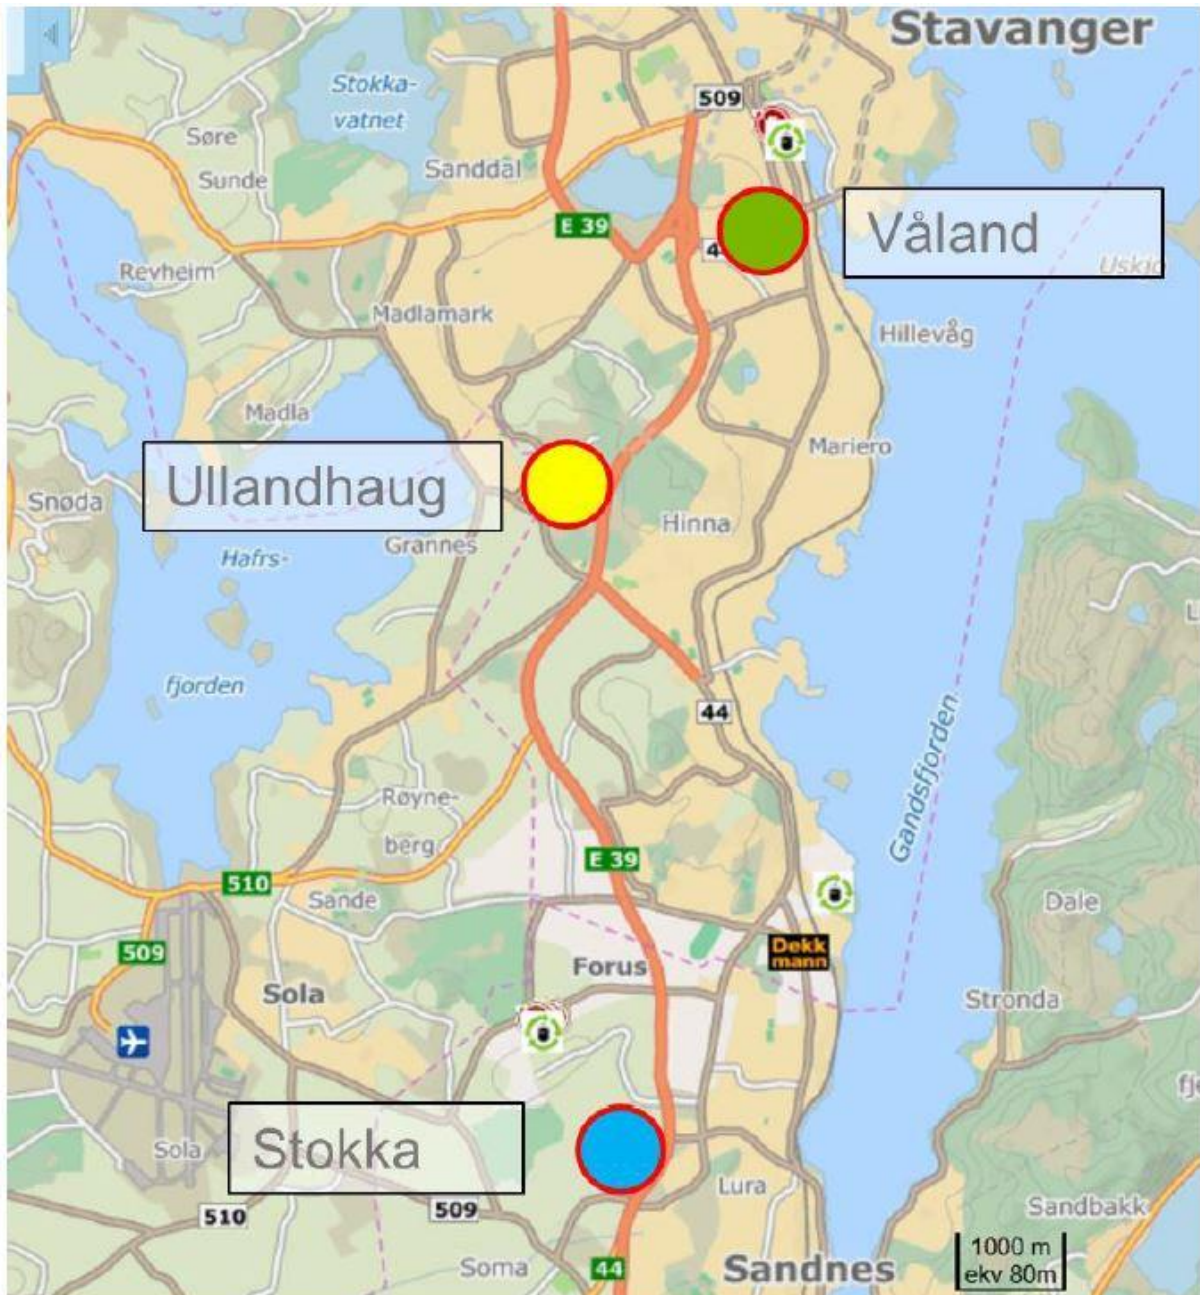 Stavanger
Stokka-
vatnet
509
Søre
Sunde
Sanddal
E 39
Våland
Revheim
Madlamark
Hillevåg
Madla
Mariero
Ullandhaug
Snøda
Hinna
Grannes
Hafrs-
fjorden
44
Gandsfjorden
Røyne-
berg
E 39
510
Sande
Dale
509
Dekk
mann
Forus
Sola
Stronda
Stokka
Sola
Lura
510
509
Sandbakk
1000 m
ekv 80m
Soma
44
Sandnes